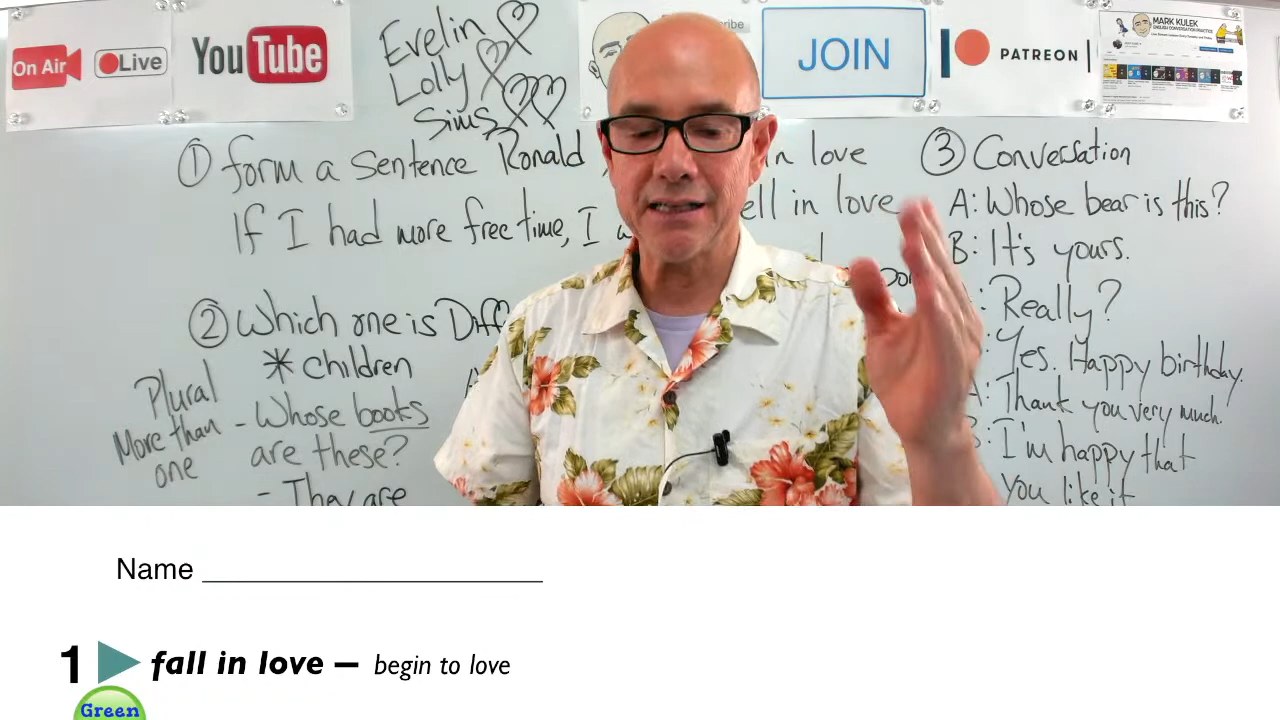 On Air
Live
YouTube
JOIN
PATREON
MARK KULEK
Evelin
Lolly
Sims
① form a sentence Ronald
in love
If I had more free time, I
ell in love
② Which one is Diff
* children
Plural
More than
one
- Whose books
are these?
- They are
③ Conversation
A: Whose bear is this?
B: It's yours.
: Really?
: Yes. Happy birthday.
A: Thank you very much.
B: I'm happy that
you like it
Name
1 fall in love – begin to love
Green